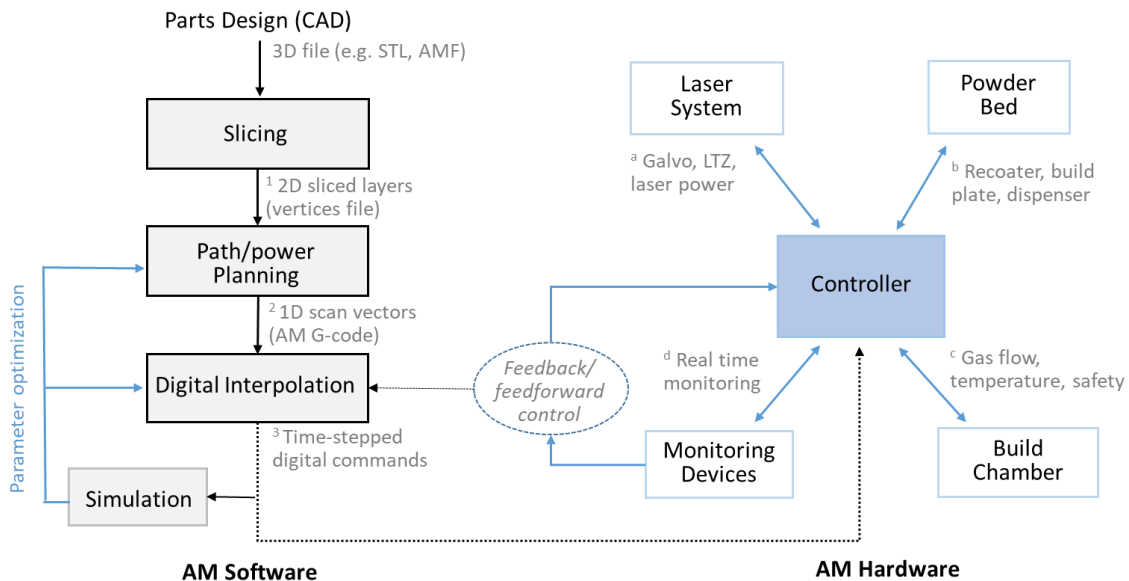 Parts Design (CAD)
3D file (e.g. STL, AMF)
Slicing
1 2D sliced layers
(vertices file)
Path/power
Planning
2 1D scan vectors
(AM G-code)
Digital Interpolation
3 Time-stepped
digital commands
Simulation
Parameter optimization
AM Software
Feedback/
feedforward
control
Laser
System
Powder
Bed
a Galvo, LTZ,
laser power
b Recoater, build
plate, dispenser
Controller
d Real time
monitoring
c Gas flow,
temperature, safety
Monitoring
Devices
Build
Chamber
AM Hardware